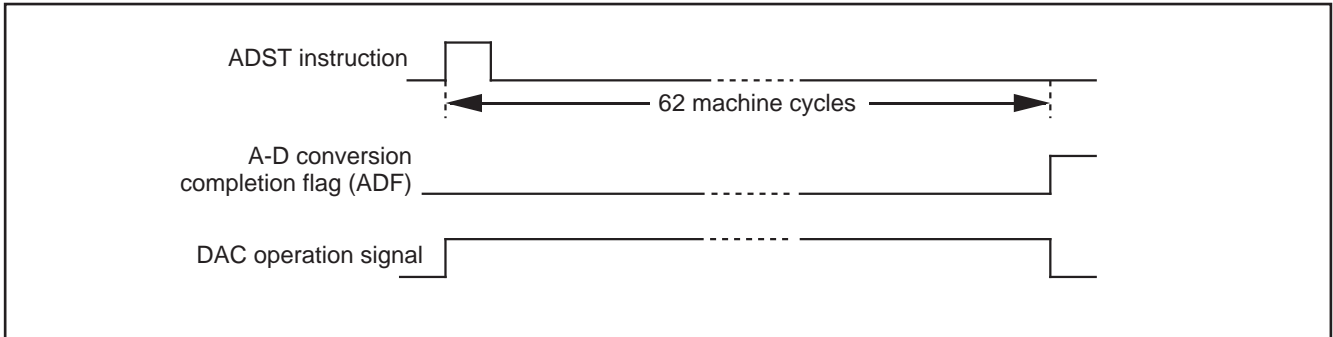 ADST instruction
62 machine cycles
A-D conversion
completion flag (ADF)
DAC operation signal